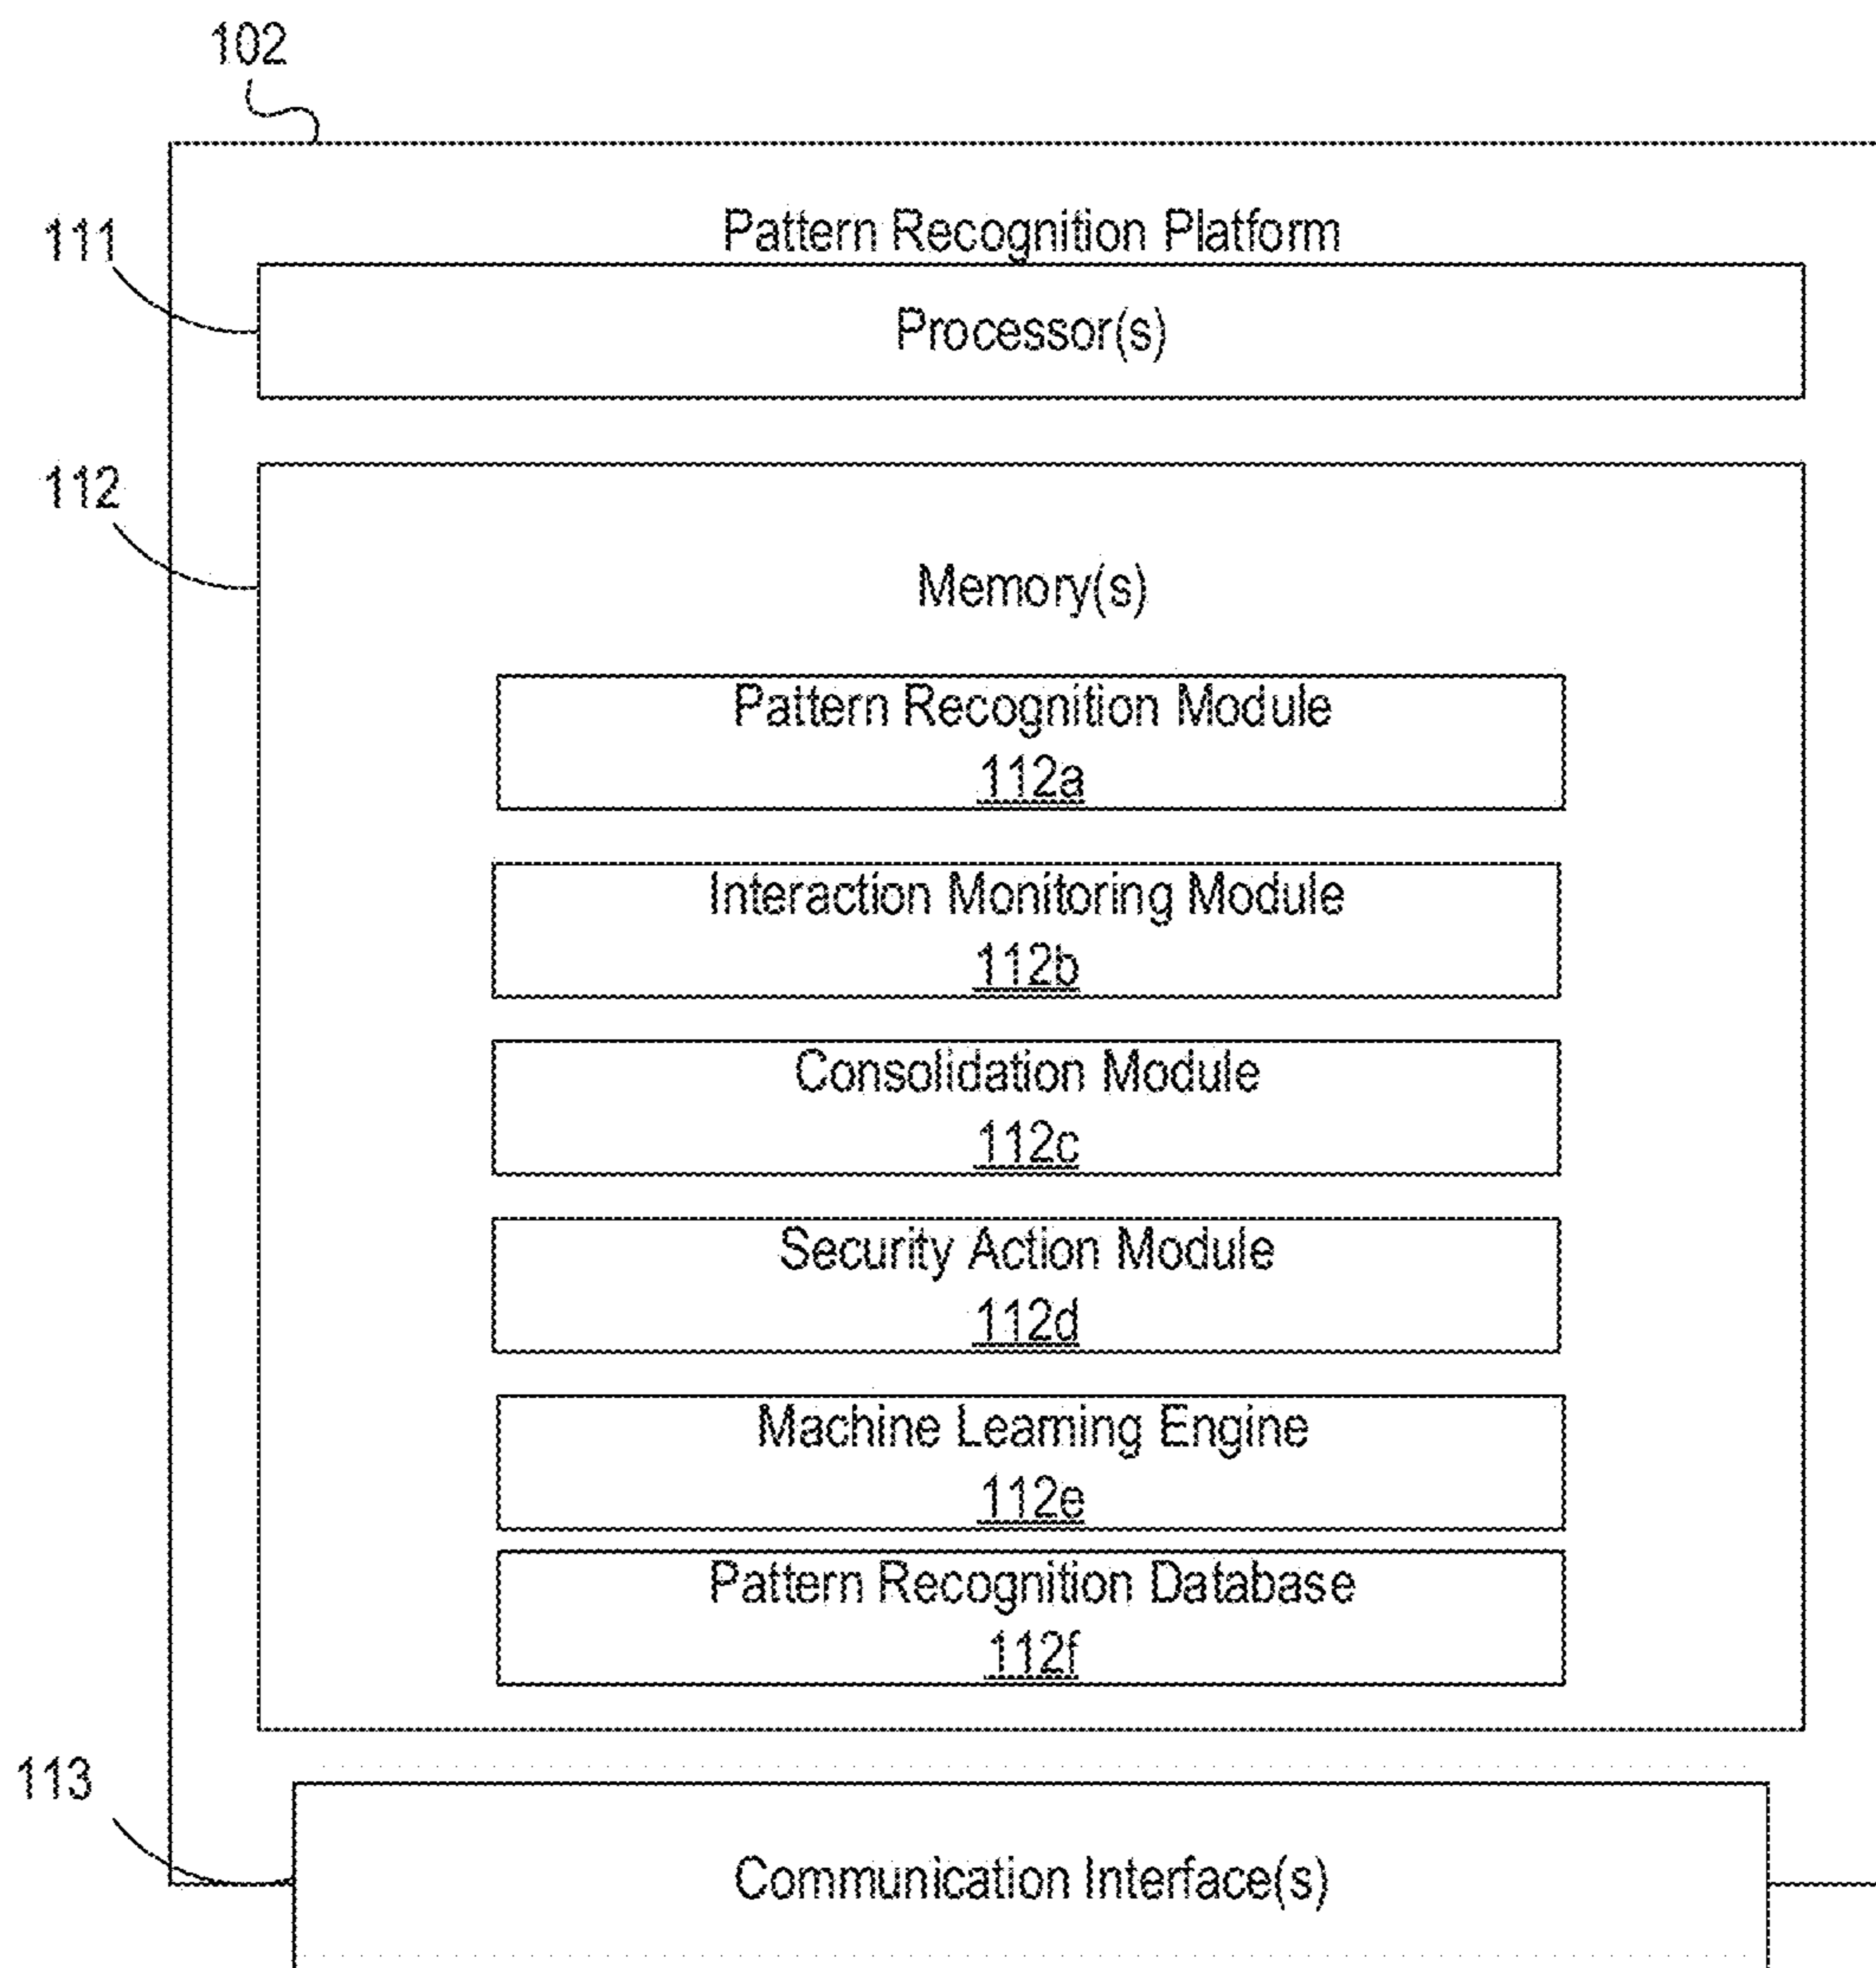 102
Pattern Recognition Platform
111
Processor(s)
112
Memory(s)
Pattern Recognition Module
112a
Interaction Monitoring Module
112b
Consolidation Module
112c
Security Action Module
112d
Machine Learning Engine
112e
Pattern Recognition Database
112f
113
Communication Interface(s)